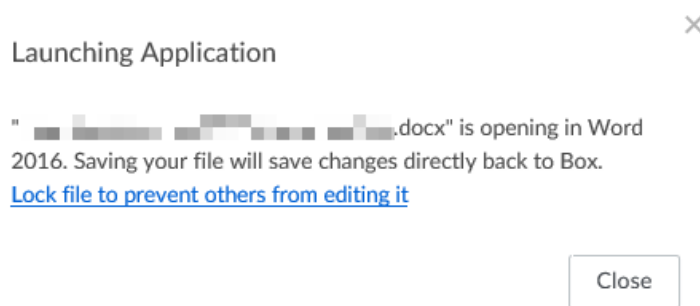 Launching Application
" .docx" is opening in Word
2016. Saving your file will save changes directly back to Box.
Lock file to prevent others from editing it
Close